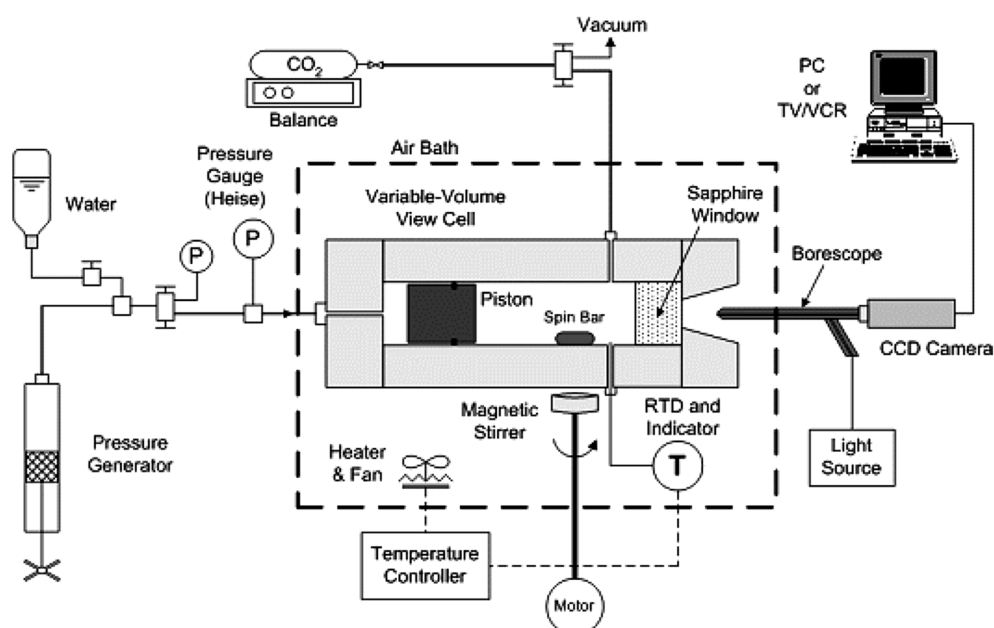 Vacuum
CO2
Balance
PC
or
TV/VCR
Air Bath
Pressure
Gauge
(Heise)
Water
Variable-Volume
View Cell
Sapphire
Window
Borescope
P
P
Piston
Spin Bar
CCD Camera
Magnetic
Stirrer
RTD and
Indicator
T
Pressure
Generator
Heater
& Fan
Light
Source
Temperature
Controller
Motor